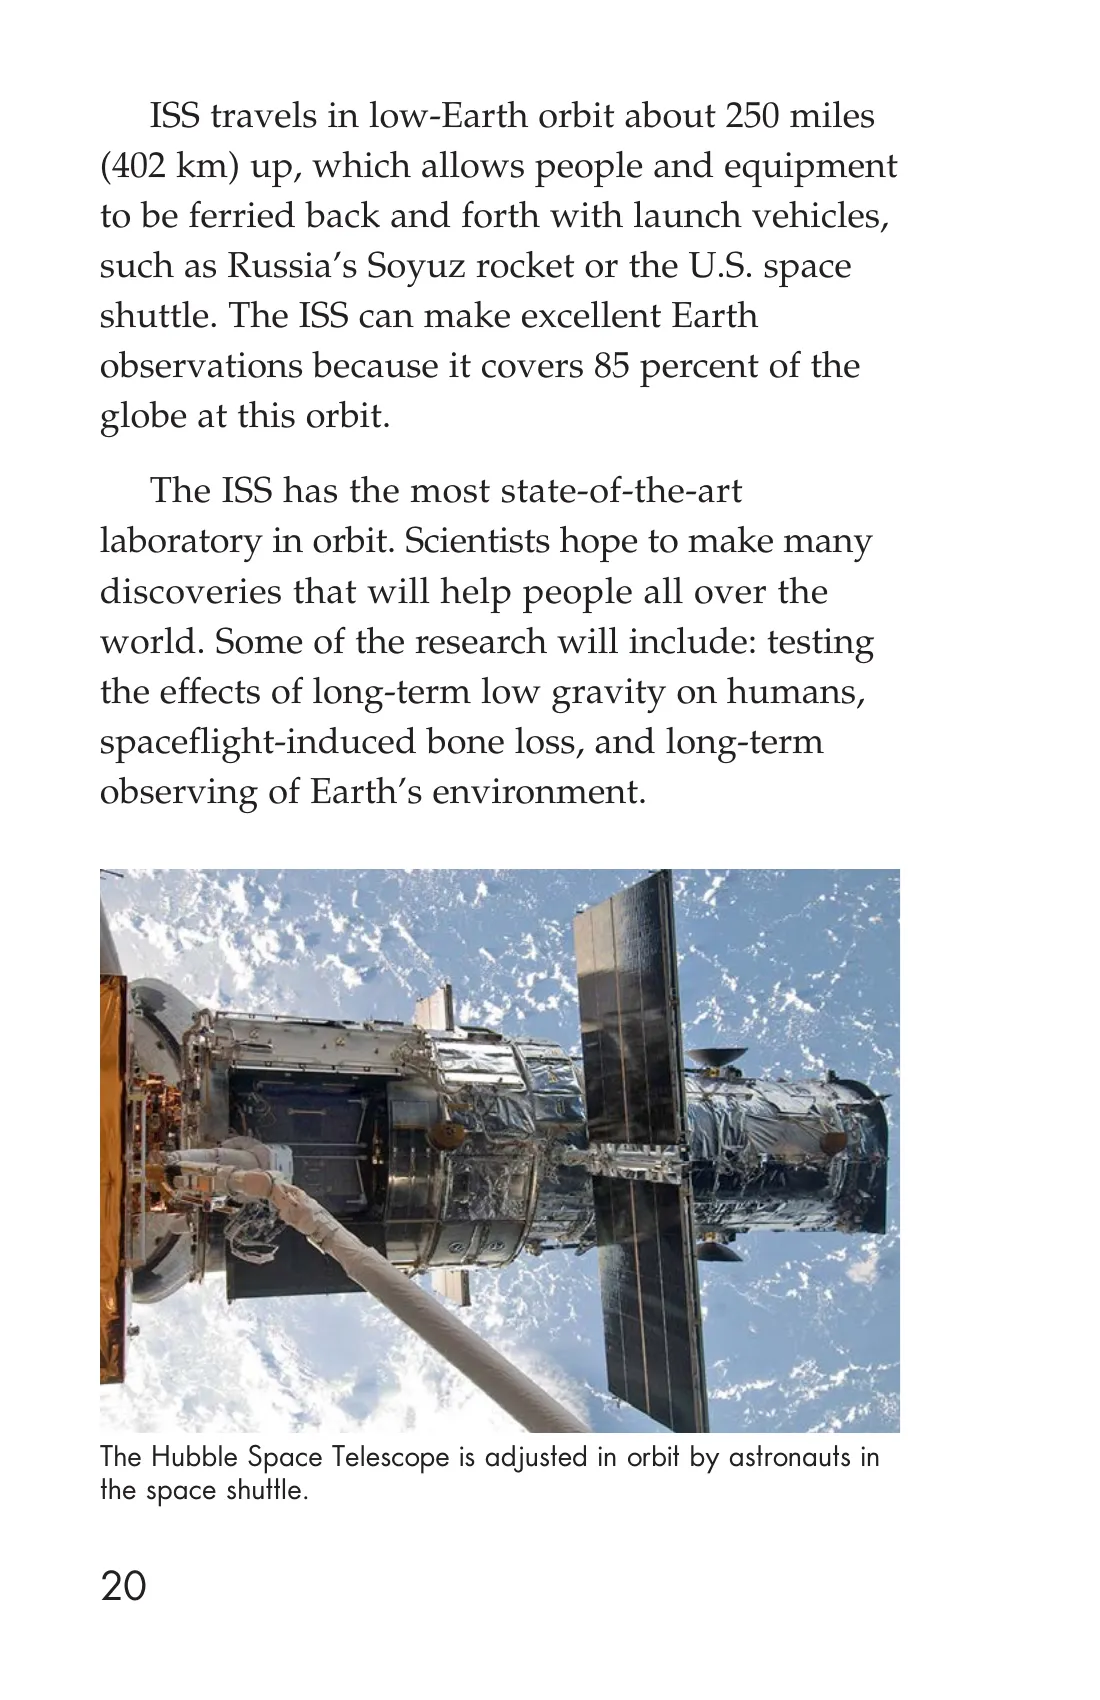 ISS travels in low-Earth orbit about 250 miles
(402 km) up, which allows people and equipment
to be ferried back and forth with launch vehicles,
such as Russia’s Soyuz rocket or the U.S. space
shuttle. The ISS can make excellent Earth
observations because it covers 85 percent of the
globe at this orbit.
The ISS has the most state-of-the-art
laboratory in orbit. Scientists hope to make many
discoveries that will help people all over the
world. Some of the research will include: testing
the effects of long-term low gravity on humans,
spaceflight-induced bone loss, and long-term
observing of Earth’s environment.
The Hubble Space Telescope is adjusted in orbit by astronauts in
the space shuttle.
20